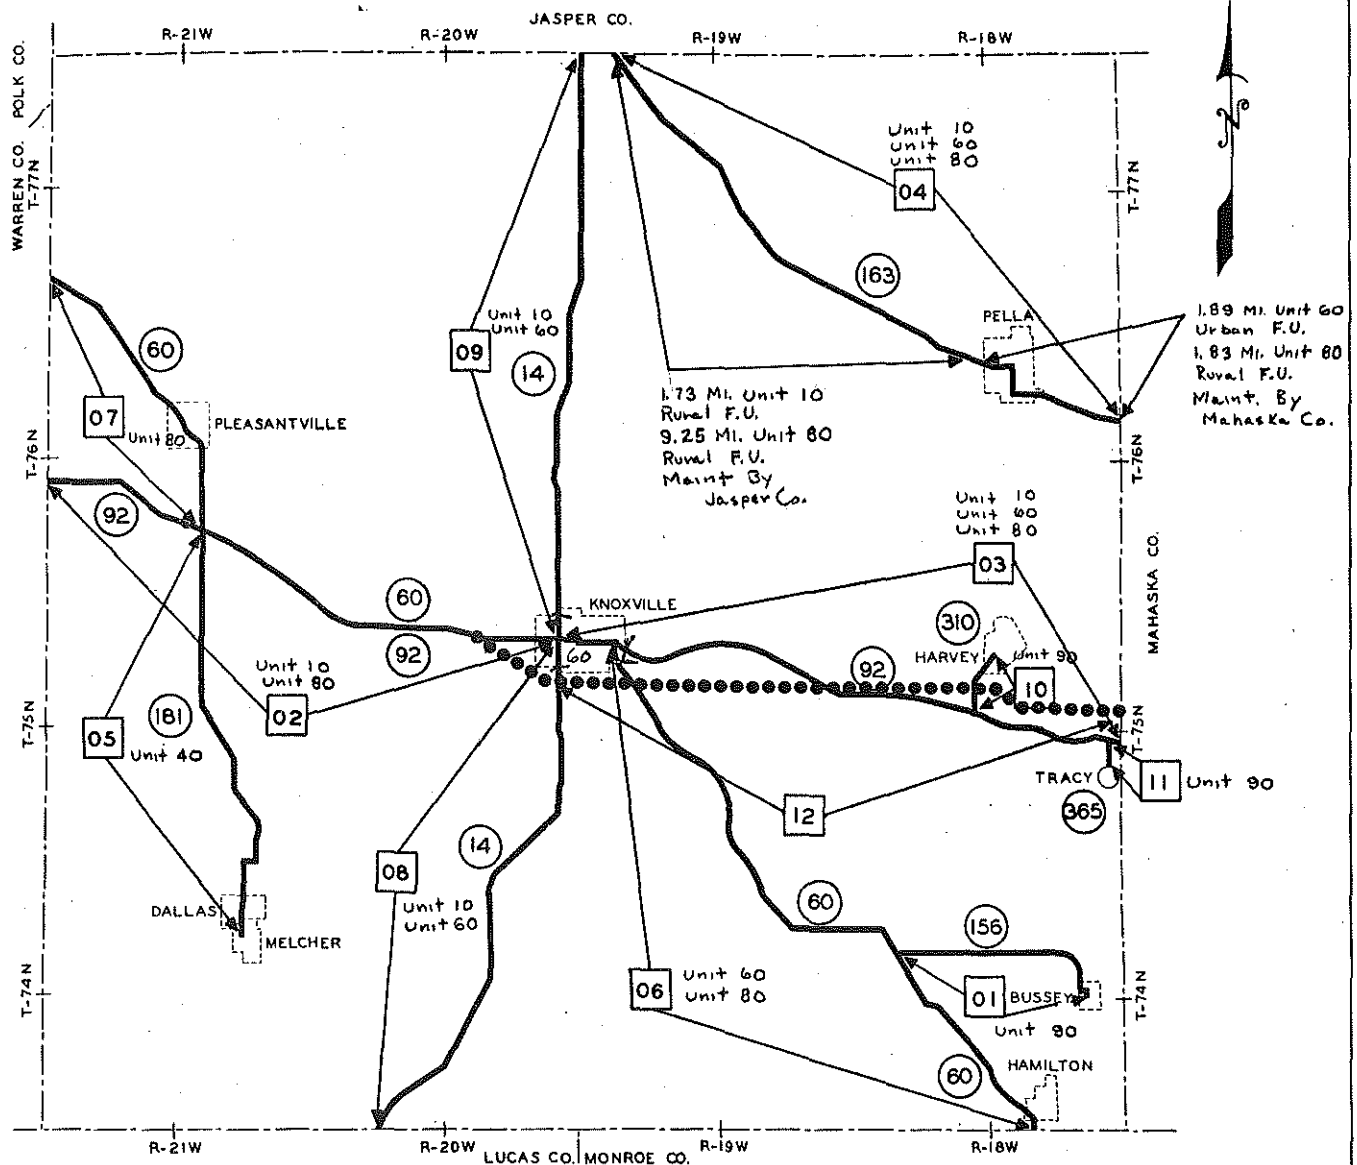 JASPER CO.
R-21W
R-20W
R-19W
R-18W
WARREN CO. POLK CO.
T-77N
T-77N
Unit 10
Unit 60
Unit 80
04
163
PELLA
1.89 Mi. Unit 60
Urban F.U.
1.83 Mi. Unit 80
Rural F.U.
Maint. By
Mahaska Co.
60
Unit 10
Unit 60
09
14
07
Unit 80
PLEASANTVILLE
1.73 Mi. Unit 10
Rural F.U.
9.25 Mi. Unit 80
Rural F.U.
Maint By
Jasper Co.
T-76N
T-76N
92
Unit 10
Unit 60
Unit 80
03
MAHASKA CO.
60
92
KNOXVILLE
60
310
HARVEY
Unit 90
10
92
Unit 10
Unit 80
02
181
05
Unit 40
T-75N
T-75N
TRACY
11
Unit 90
365
12
14
08
Unit 10
Unit 60
DALLAS
MELCHER
60
156
06
Unit 60
Unit 80
01
BUSSEY
Unit 90
T-74N
T-74N
HAMILTON
60
R-21W
R-20W
R-19W
R-18W
LUCAS CO.
MONROE CO.
N